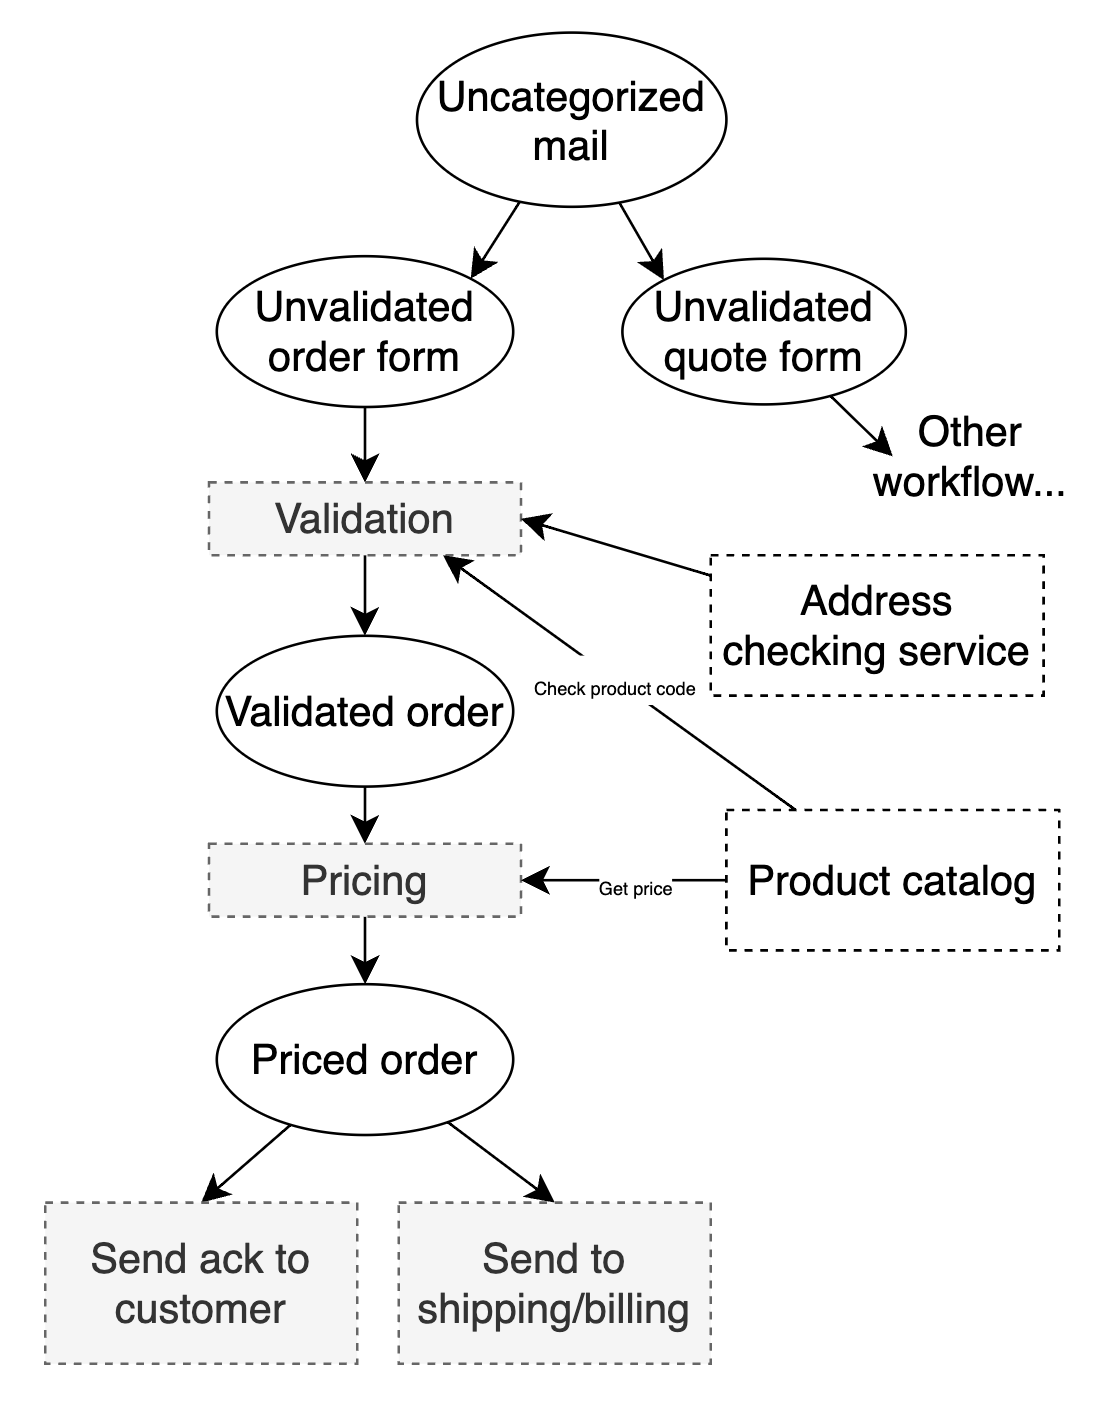 Uncategorized
mail
Unvalidated
order form
Unvalidated
quote form
Other
workflow...
Validation
Address
checking service
Check product code
Validated order
Pricing
Get price
Product catalog
Priced order
Send ack to
customer
Send to
shipping/billing